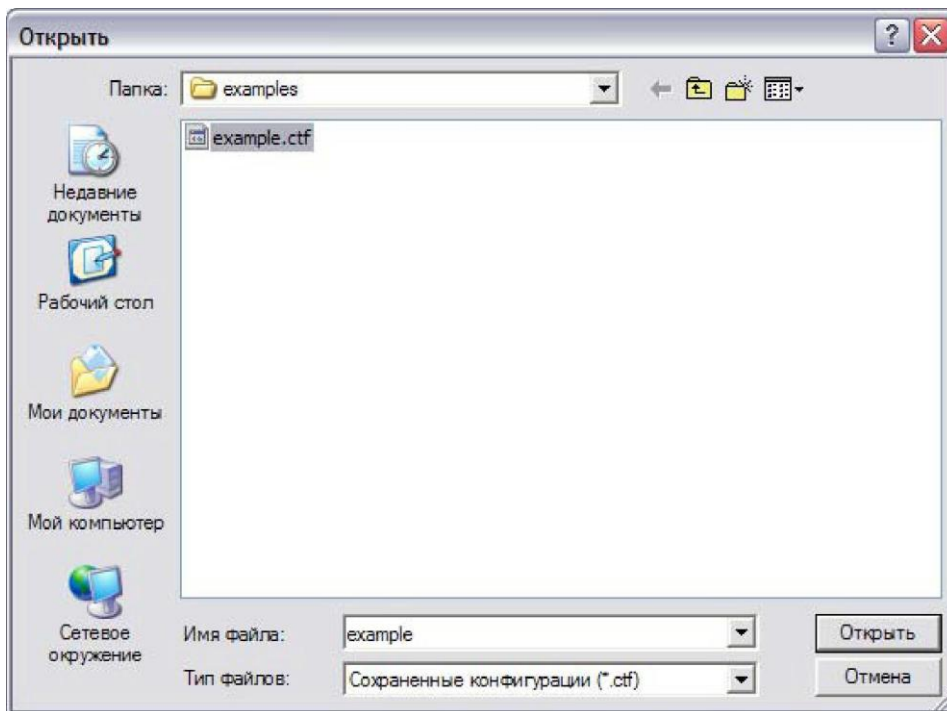 Открыть
Папка: examples
example.ctf
Недавние
документы
Рабочий стол
Мои документы
Мой компьютер
Сетевое
окружение
Имя файла: example Открыть
Тип файлов: Сохраненные конфигурации (*.ctf) Отмена